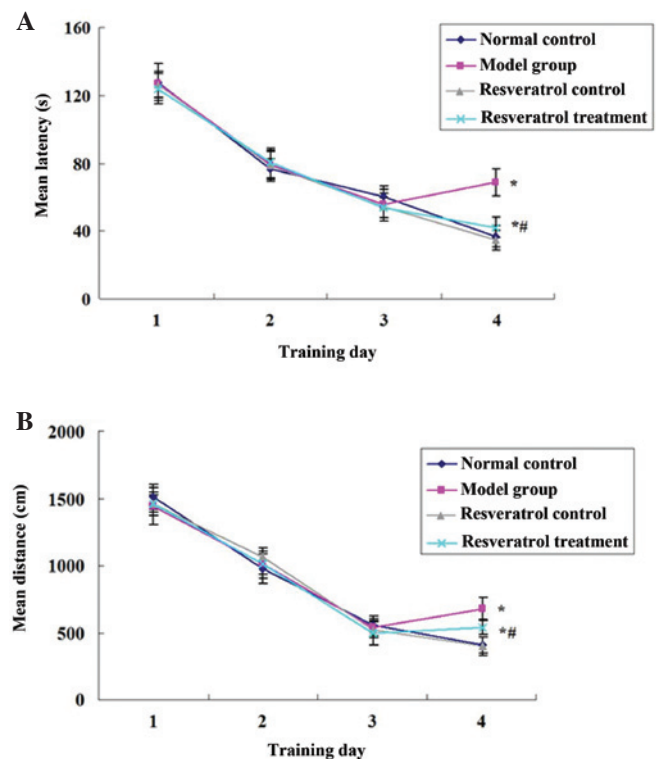 A
160
120
80
40
0
Mean latency (s)
Normal control
Model group
Resveratrol control
Resveratrol treatment
*
*#
1 2 3 4
Training day
B
2000
1500
1000
500
0
Mean distance (cm)
Normal control
Model group
Resveratrol control
Resveratrol treatment
*
*#
1 2 3 4
Training day